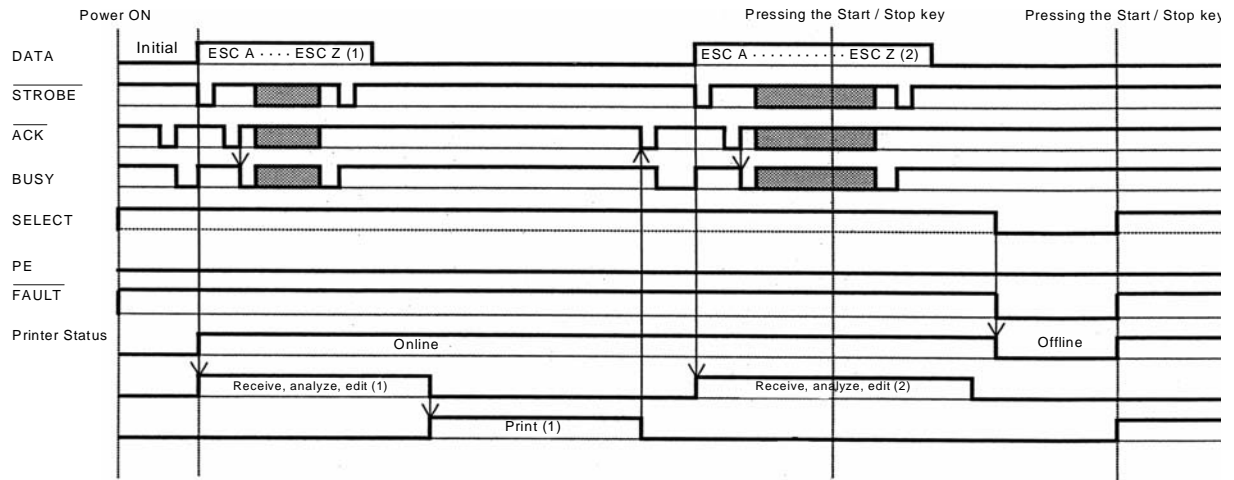 Power ON
Pressing the Start / Stop key
Pressing the Start / Stop key
DATA
Initial
ESC A · · · · ESC Z (1)
ESC A · · · · · · · · · · · ESC Z (2)
STROBE
ACK
BUSY
SELECT
PE
FAULT
Printer Status
Online
Offline
Receive, analyze, edit (1)
Receive, analyze, edit (2)
Print (1)